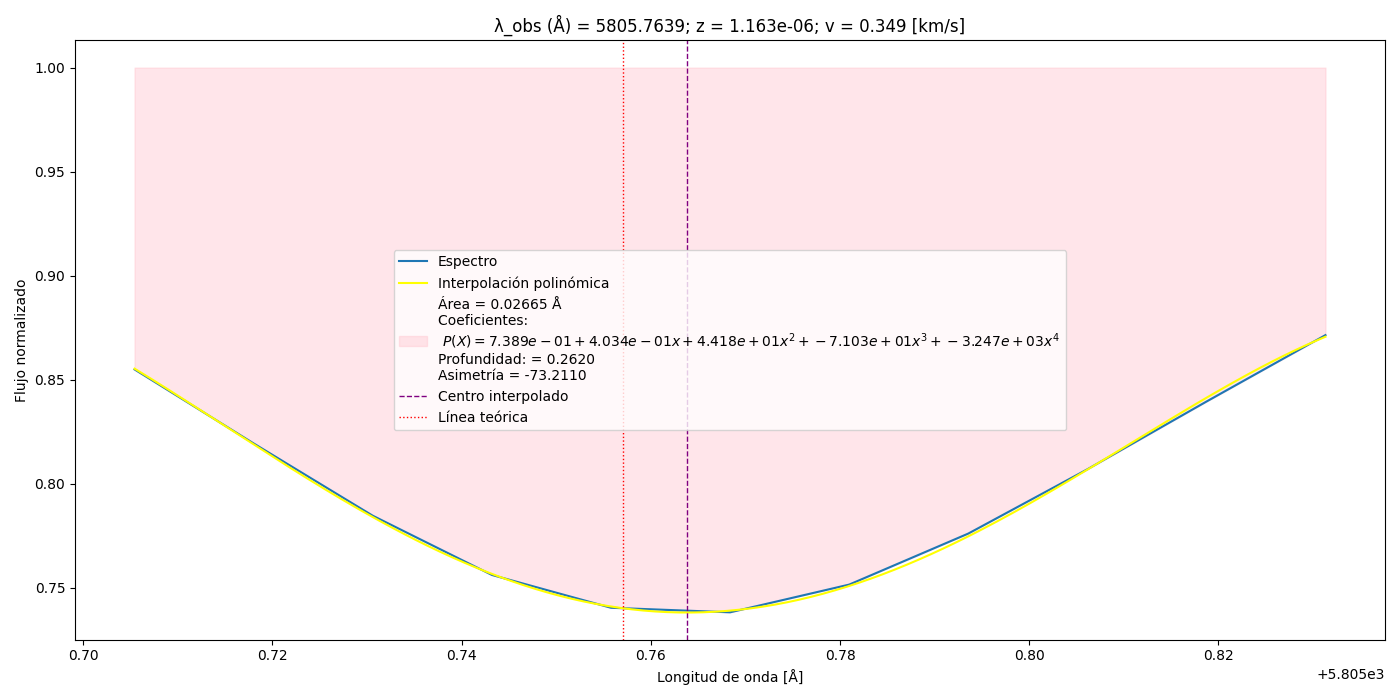 λ_obs (Å) = 5805.7639; z = 1.163e-06; v = 0.349 [km/s]
Flujo normalizado
1.00
0.95
0.90
0.85
0.80
0.75
Espectro
Interpolación polinómica
Área = 0.02665 Å
Coeficientes:
P(X) = 7.389e − 01 + 4.034e − 01x + 4.418e + 01x² + − 7.103e + 01x³ + − 3.247e + 03x⁴
Profundidad: = 0.2620
Asimetría = -73.2110
Centro interpolado
Línea teórica
0.70 0.72 0.74 0.76 0.78 0.80 0.82
+5.805e3
Longitud de onda [Å]